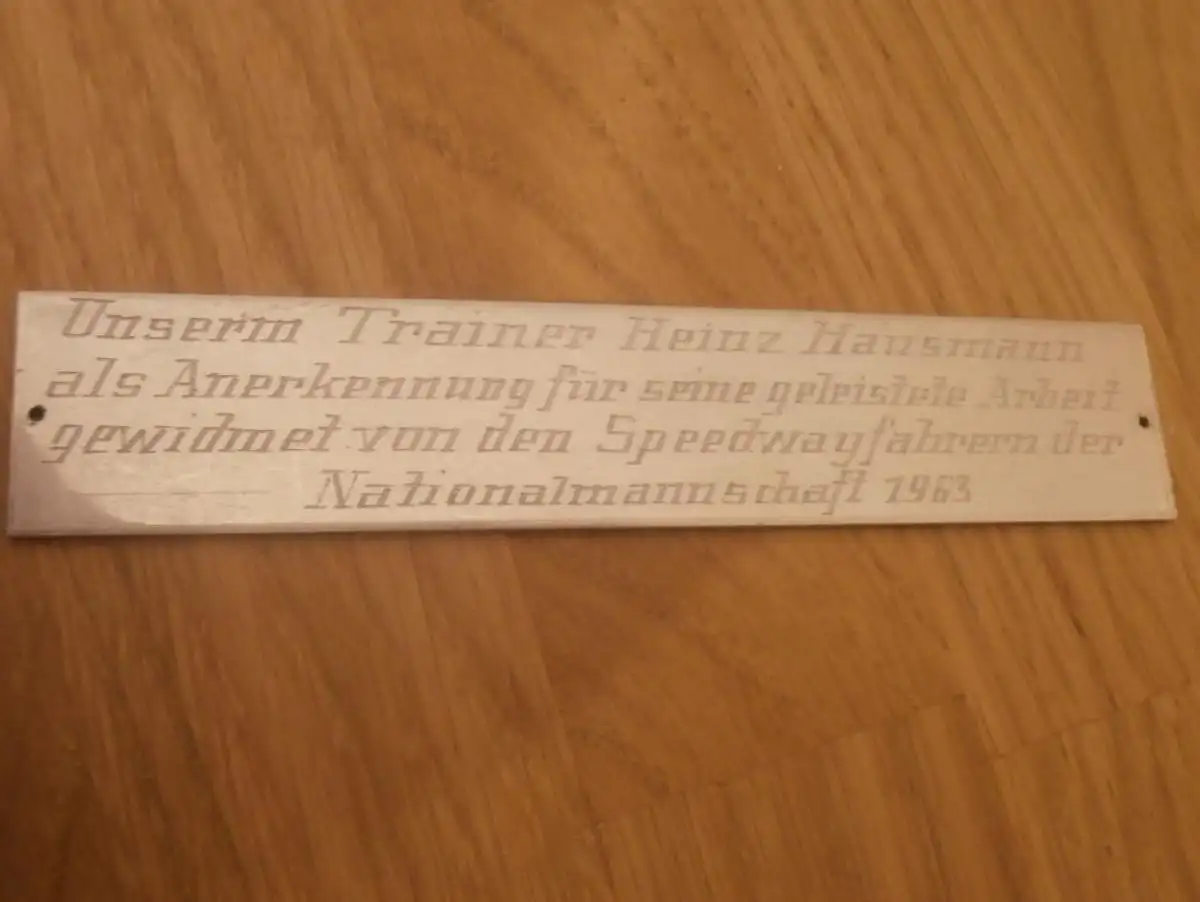 Unserm Trainer Heinz Hausmann
als Anerkennung für seine geleistete Arbeit
gewidmet von den Speedwayfahrern der
Nationalmannschaft 1963